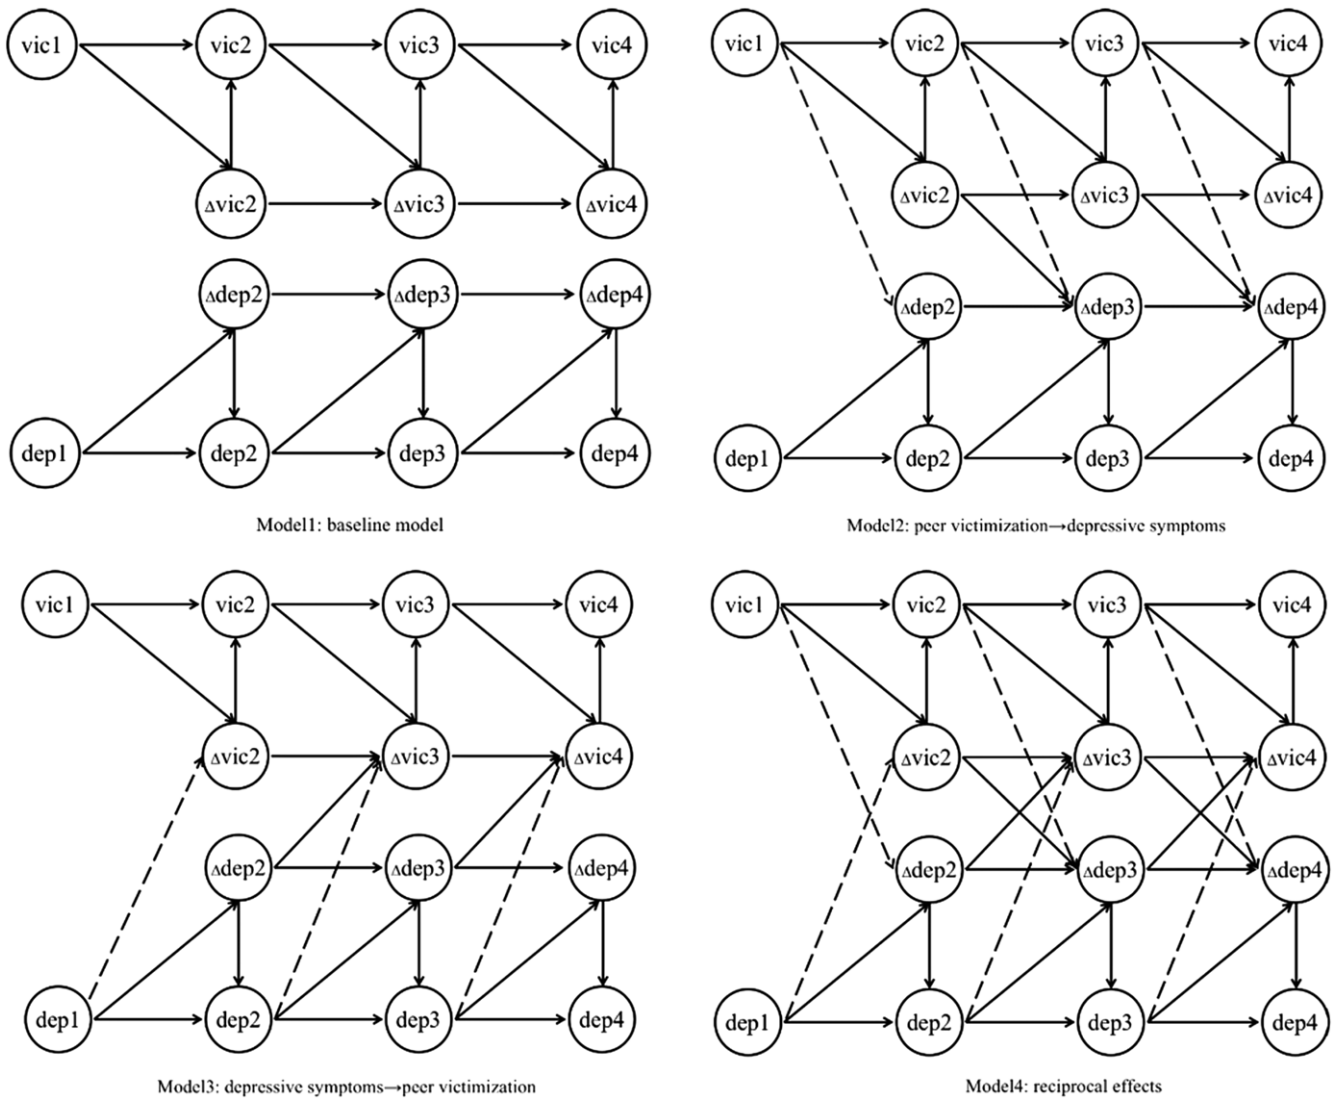 vic1 vic2 vic3 vic4
Δvic2 Δvic3 Δvic4
Δdep2 Δdep3 Δdep4
dep1 dep2 dep3 dep4
Model1: baseline model
vic1 vic2 vic3 vic4
Δvic2 Δvic3 Δvic4
Δdep2 Δdep3 Δdep4
dep1 dep2 dep3 dep4
Model2: peer victimization→depressive symptoms
vic1 vic2 vic3 vic4
Δvic2 Δvic3 Δvic4
Δdep2 Δdep3 Δdep4
dep1 dep2 dep3 dep4
Model3: depressive symptoms→peer victimization
vic1 vic2 vic3 vic4
Δvic2 Δvic3 Δvic4
Δdep2 Δdep3 Δdep4
dep1 dep2 dep3 dep4
Model4: reciprocal effects